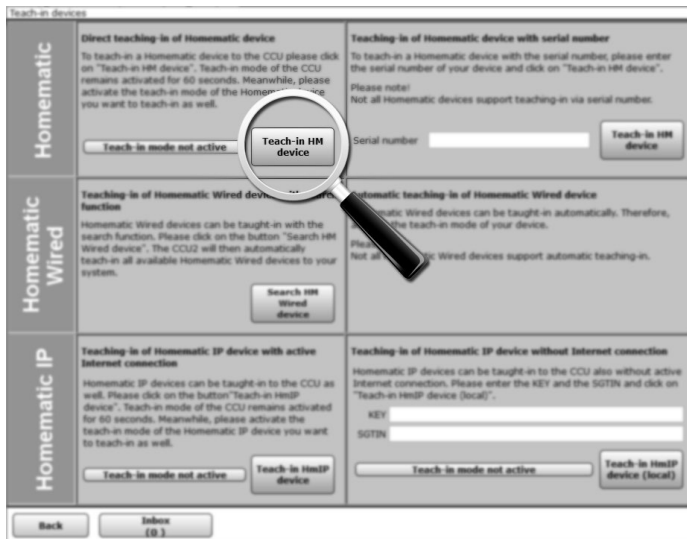 Teach-in devices
Homematic
Direct teaching-in of Homematic device
To teach-in a Homematic device to the CCU please click
on "Teach-in HM device". Teach-in mode of the CCU
remains activated for 60 seconds. Meanwhile, please
activate the teach-in mode of the Homematic device
you want to teach-in as well.
Teach-in mode not active
Teach-in HM
device
Teaching-in of Homematic device with serial number
To teach-in a Homematic device with the serial number, please enter
the serial number of your device and click on "Teach-in HM device".
Please note!
Not all Homematic devices support teaching-in via serial number.
Serial number
Teach-in HM
device
Homematic
Wired
Teaching-in of Homematic Wired device with search
function
Homematic Wired devices can be taught-in with the
search function. Please click on the button "Search HM
Wired device". The CCU2 will then automatically
teach-in all available Homematic Wired devices to your
system.
Search HM
Wired
device
Automatic teaching-in of Homematic Wired device
Wired devices can be taught-in automatically. Therefore,
the teach-in mode of your device.
Not all Wired devices support automatic teaching-in.
Homematic IP
Teaching-in of Homematic IP device with active
Internet connection
Homematic IP devices can be taught-in to the CCU as
well. Please click on the button"Teach-in HmIP
device". Teach-in mode of the CCU remains activated
for 60 seconds. Meanwhile, please activate the
teach-in mode of the Homematic IP device you want
to teach-in as well.
Teach-in mode not active
Teach-in HmIP
device
Teaching-in of Homematic IP device without Internet connection
Homematic IP devices can be taught-in to the CCU also without active
Internet connection. Please enter the KEY and the SGTIN and click on
"Teach-in HmIP device (local)".
KEY
SGTIN
Teach-in mode not active
Teach-in HmIP
device (local)
Back
Inbox
(0 )